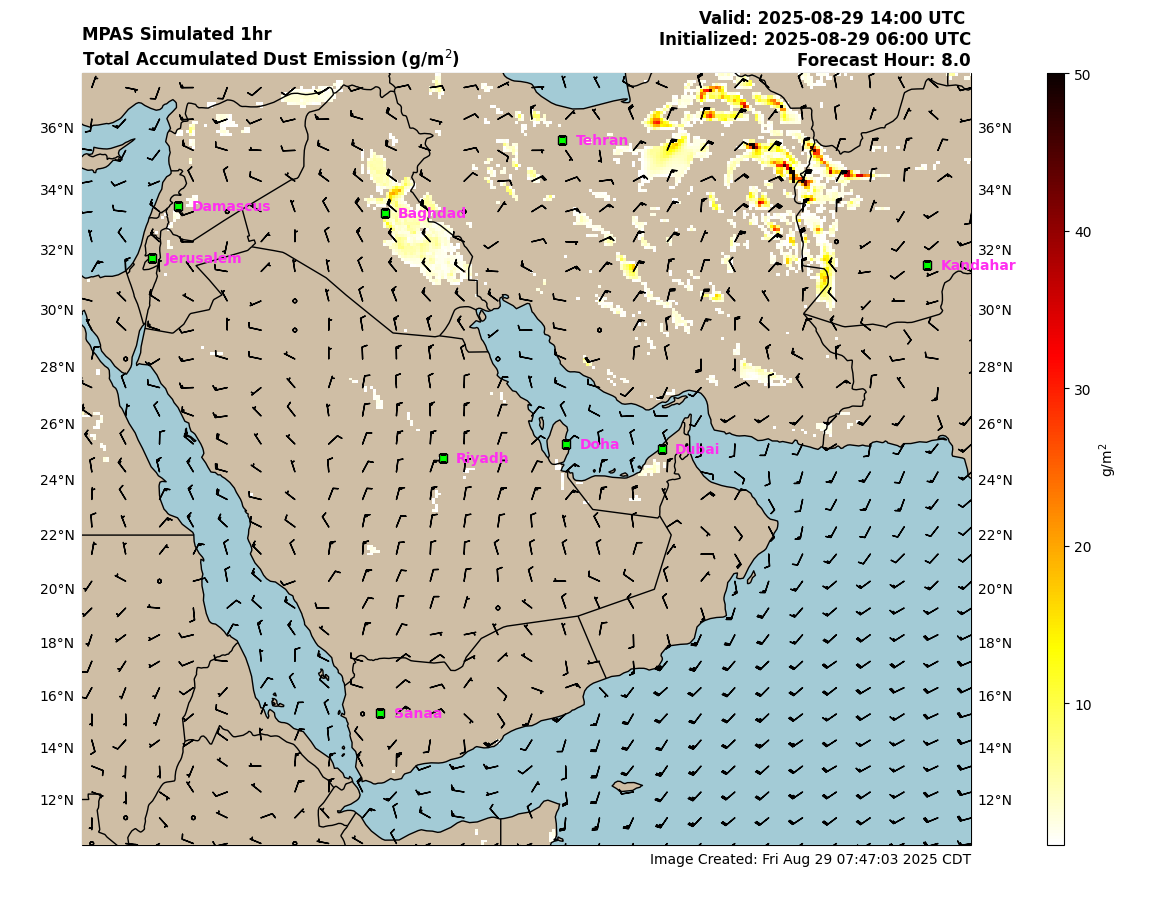 MPAS Simulated 1hr
Total Accumulated Dust Emission (g/m²)
Valid: 2025-08-29 14:00 UTC
Initialized: 2025-08-29 06:00 UTC
Forecast Hour: 8.0
50
40
30
20
10
g/m²
36°N
34°N
32°N
30°N
28°N
26°N
24°N
22°N
20°N
18°N
16°N
14°N
12°N
36°N
34°N
32°N
30°N
28°N
26°N
24°N
22°N
20°N
18°N
16°N
14°N
12°N
Tehran
Damascus
Baghdad
Jerusalem
Kandahar
Doha
Dubai
Riyadh
Sanaa
Image Created: Fri Aug 29 07:47:03 2025 CDT